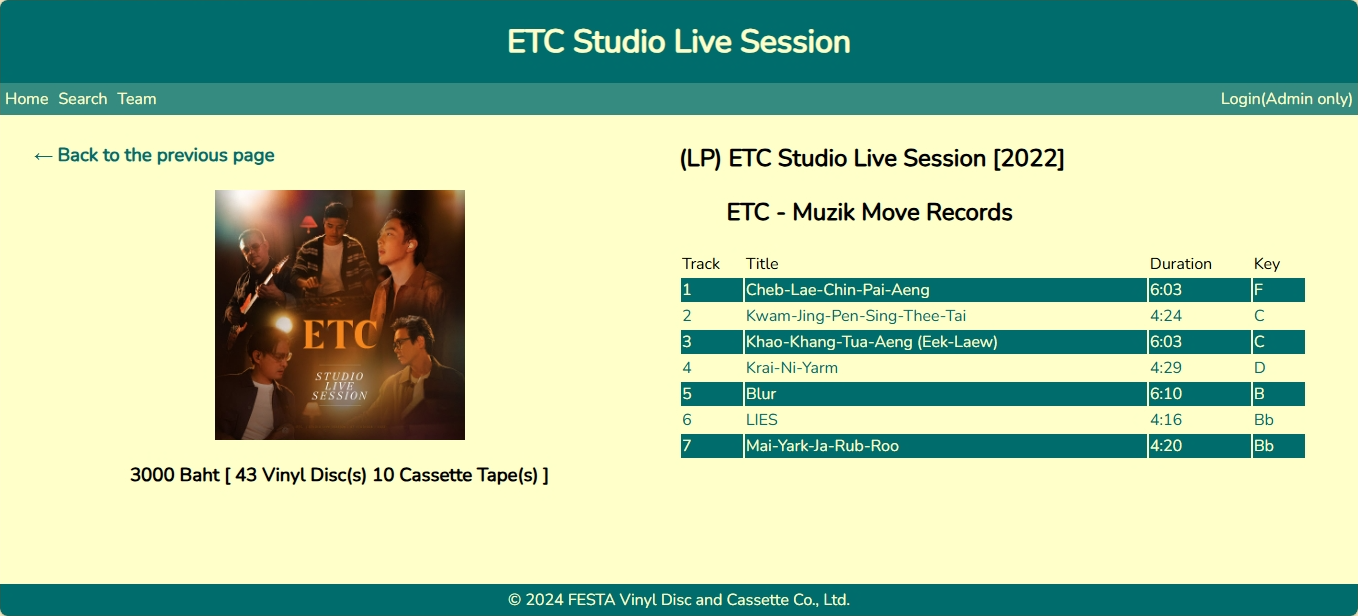 ETC Studio Live Session
Home Search Team Login(Admin only)
← Back to the previous page
ETC
STUDIO
LIVE
SESSION
3000 Baht [ 43 Vinyl Disc(s) 10 Cassette Tape(s) ]
(LP) ETC Studio Live Session [2022]
ETC - Muzik Move Records
Track Title Duration Key
1 Cheb-Lae-Chin-Pai-Aeng 6:03 F
2 Kwam-Jing-Pen-Sing-Thee-Tai 4:24 C
3 Khao-Khang-Tua-Aeng (Eek-Laew) 6:03 C
4 Krai-Ni-Yarm 4:29 D
5 Blur 6:10 B
6 LIES 4:16 Bb
7 Mai-Yark-Ja-Rub-Roo 4:20 Bb
© 2024 FESTA Vinyl Disc and Cassette Co., Ltd.